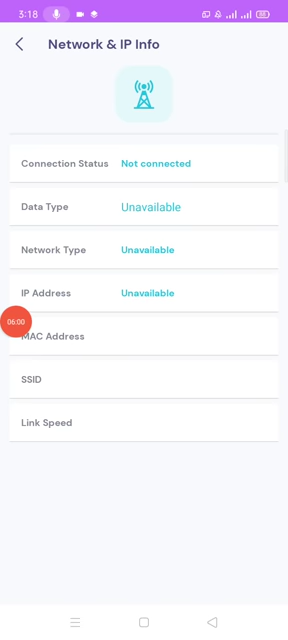 3:18
Network & IP Info
Connection Status Not connected
Data Type Unavailable
Network Type Unavailable
IP Address Unavailable
06:00
MAC Address
SSID
Link Speed